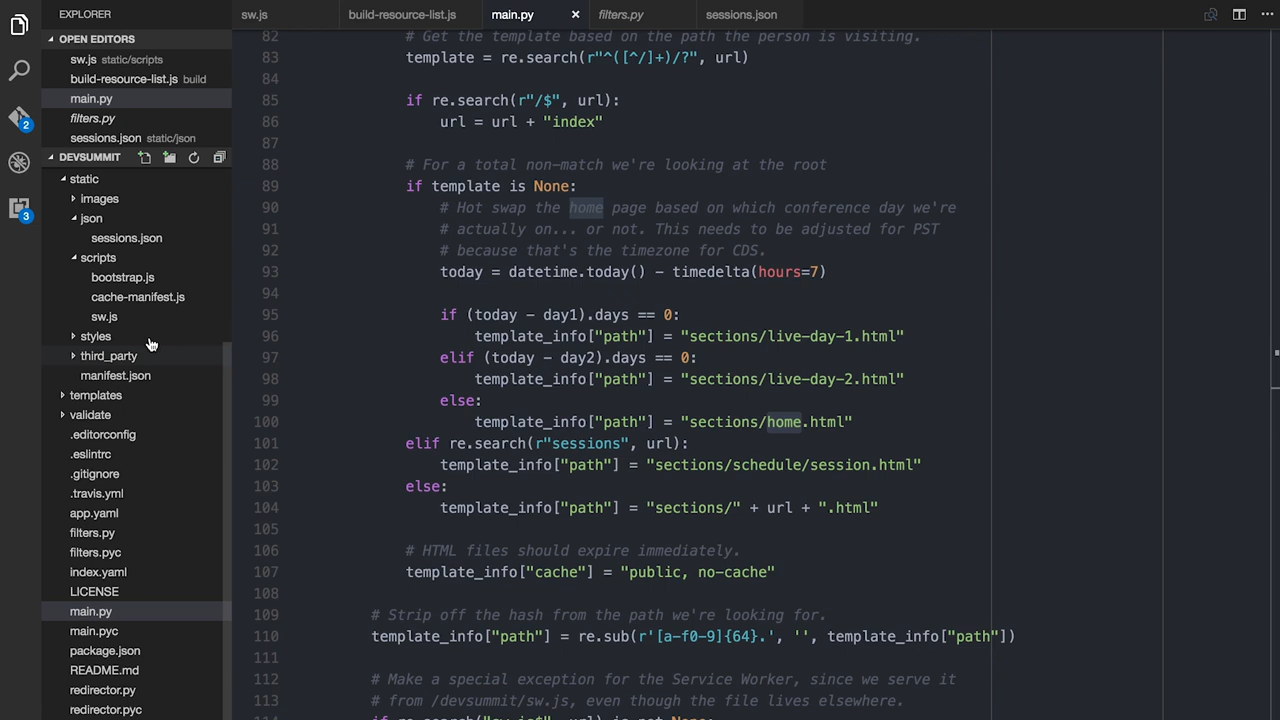 EXPLORER
OPEN EDITORS
sw.js static/scripts
build-resource-list.js build
main.py
filters.py
sessions.json static/json
DEVSUMMIT
static
images
json
sessions.json
scripts
bootstrap.js
cache-manifest.js
sw.js
styles
third_party
manifest.json
templates
validate
.editorconfig
.eslintrc
.gitignore
.travis.yml
app.yaml
filters.py
filters.pyc
index.yaml
LICENSE
main.py
main.pyc
package.json
README.md
redirector.py
redirector.pyc
2
3
sw.js build-resource-list.js main.py × filters.py sessions.json
82 # Get the template based on the path the person is visiting.
83 template = re.search(r"^([^/]+)/?", url)
84
85 if re.search(r"/$", url):
86 url = url + "index"
87
88 # For a total non-match we're looking at the root
89 if template is None:
90 # Hot swap the home page based on which conference day we're
91 # actually on... or not. This needs to be adjusted for PST
92 # because that's the timezone for CDS.
93 today = datetime.today() - timedelta(hours=7)
94
95 if (today - day1).days == 0:
96 template_info["path"] = "sections/live-day-1.html"
97 elif (today - day2).days == 0:
98 template_info["path"] = "sections/live-day-2.html"
99 else:
100 template_info["path"] = "sections/home.html"
101 elif re.search(r"sessions", url):
102 template_info["path"] = "sections/schedule/session.html"
103 else:
104 template_info["path"] = "sections/" + url + ".html"
105
106 # HTML files should expire immediately.
107 template_info["cache"] = "public, no-cache"
108
109 # Strip off the hash from the path we're looking for.
110 template_info["path"] = re.sub(r'[a-f0-9]{64}.', '', template_info["path"])
111
112 # Make a special exception for the Service Worker, since we serve it
113 # from /devsummit/sw.js, even though the file lives elsewhere.
114 if re.search("sw.js", url) is not None: